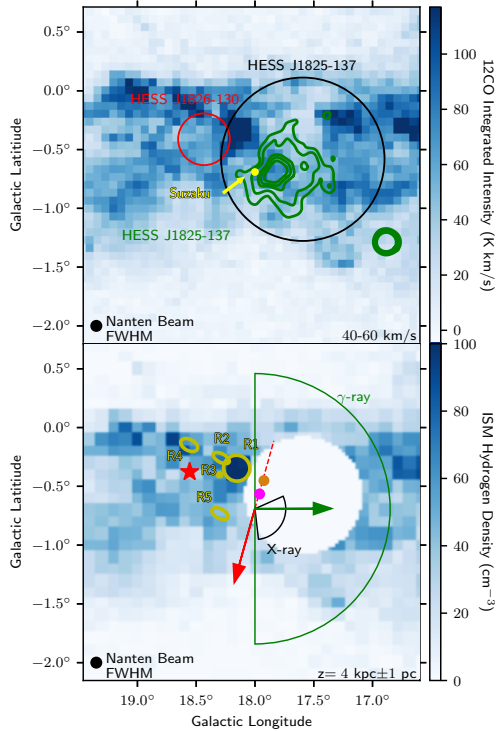 0.5°
0.0°
−0.5°
−1.0°
−1.5°
−2.0°
Galactic Latitiude
HESS J1825-137
HESS J1826-130
Suzaku
HESS J1825-137
Nanten Beam
FWHM
40-60 km/s
100
80
60
40
20
0
12CO Integrated Intensity (K km/s)
0.5°
0.0°
−0.5°
−1.0°
−1.5°
−2.0°
Galactic Latitiude
γ-ray
R2
R1
R4
R3
R5
X-ray
Nanten Beam
FWHM
z= 4 kpc±1 pc
100
80
60
40
20
0
ISM Hydrogen Density (cm−3)
19.0°
18.5°
18.0°
17.5°
17.0°
Galactic Longitude